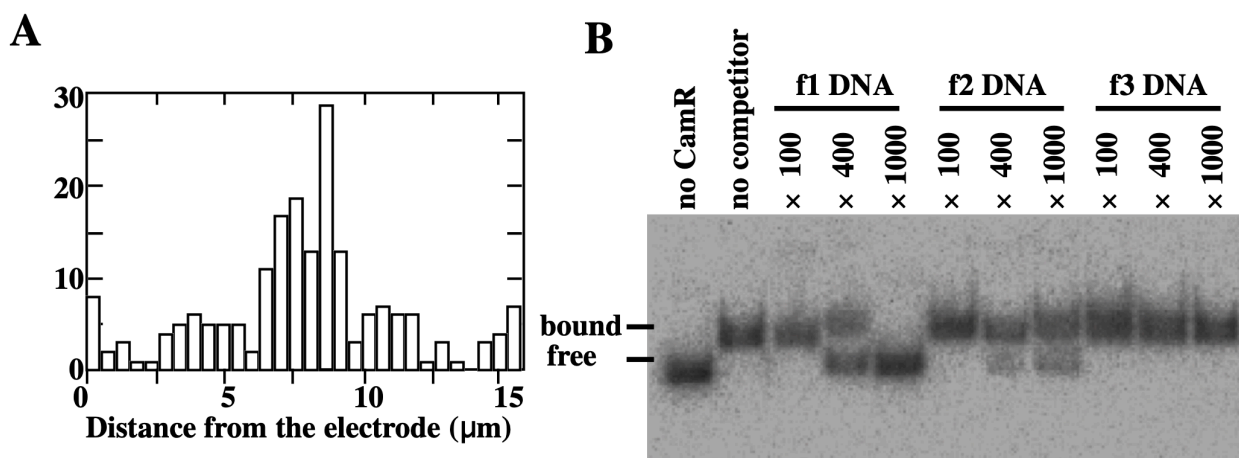 A
30
20
10
0
0 5 10 15
Distance from the electrode (μm)
B
no CamR
no competitor
f1 DNA f2 DNA f3 DNA
× 100
× 400
× 1000
× 100
× 400
× 1000
× 100
× 400
× 1000
bound
free